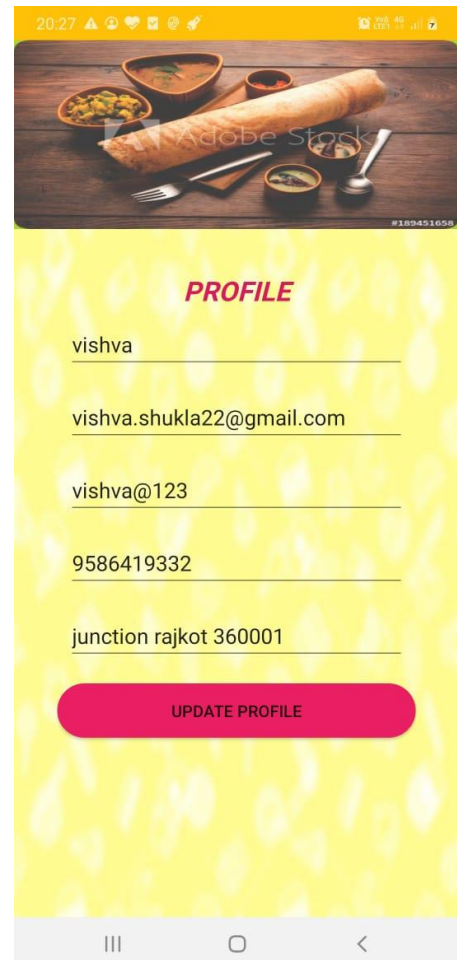 20:27
Adobe Stock
#189451658
PROFILE
vishva
vishva.shukla22@gmail.com
vishva@123
9586419332
junction rajkot 360001
UPDATE PROFILE